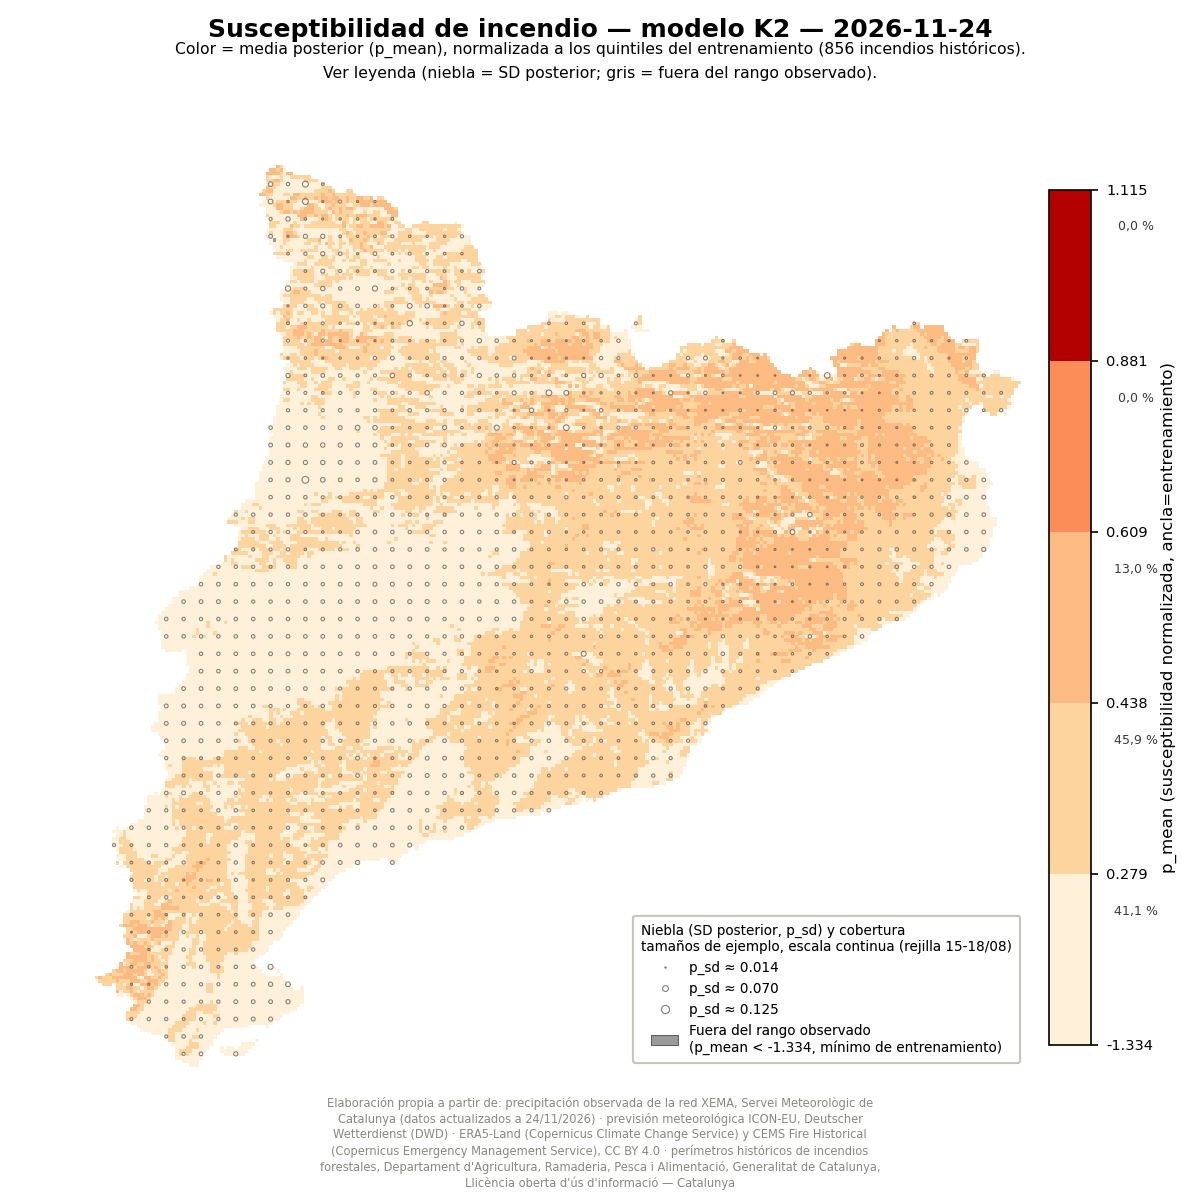 Susceptibilidad de incendio — modelo K2 — 2026-11-24
Color = media posterior (p_mean), normalizada a los quintiles del entrenamiento (856 incendios históricos).
Ver leyenda (niebla = SD posterior; gris = fuera del rango observado).
1.115
0,0 %
0.881
0,0 %
0.609
13,0 %
0.438
45,9 %
0.279
41,1 %
-1.334
p_mean (susceptibilidad normalizada, ancla=entrenamiento)
Niebla (SD posterior, p_sd) y cobertura
tamaños de ejemplo, escala continua (rejilla 15-18/08)
p_sd ≈ 0.014
p_sd ≈ 0.070
p_sd ≈ 0.125
Fuera del rango observado
(p_mean < -1.334, mínimo de entrenamiento)
Elaboración propia a partir de: precipitación observada de la red XEMA, Servei Meteorològic de
Catalunya (datos actualizados a 24/11/2026) · previsión meteorológica ICON-EU, Deutscher
Wetterdienst (DWD) · ERA5-Land (Copernicus Climate Change Service) y CEMS Fire Historical
(Copernicus Emergency Management Service), CC BY 4.0 · perímetros históricos de incendios
forestales, Departament d'Agricultura, Ramaderia, Pesca i Alimentació, Generalitat de Catalunya,
Llicència oberta d'ús d'informació — Catalunya